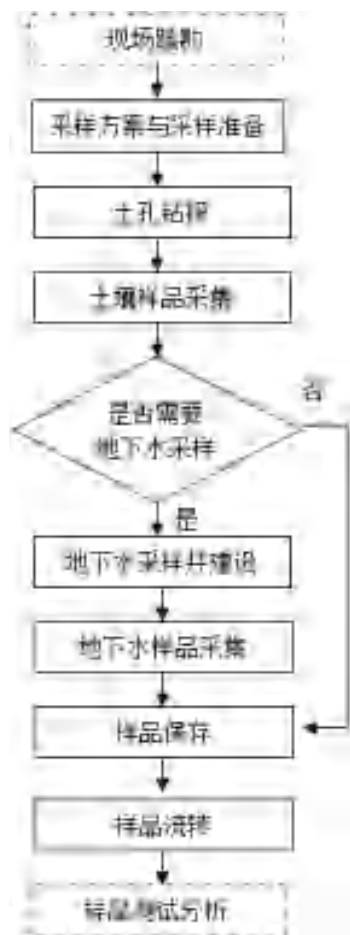 现场踏勘
采样方案与采样准备
土孔钻探
土壤样品采集
是否需要
地下水采样
否
是
地下水采样井建设
地下水样品采集
样品保存
样品流转
样品测试分析